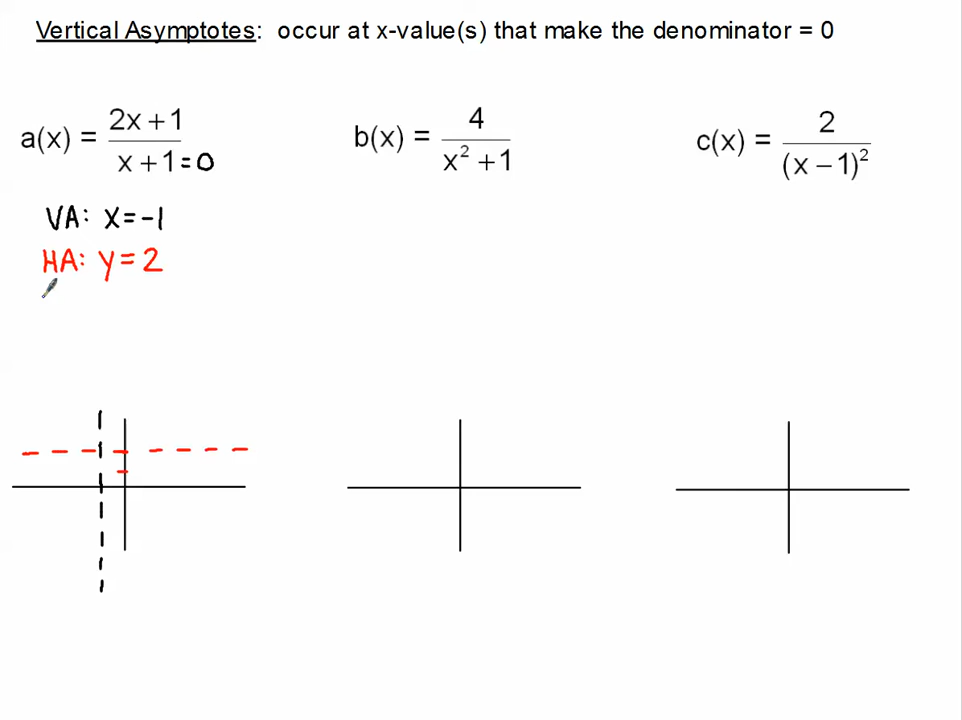 Vertical Asymptotes: occur at x-value(s) that make the denominator = 0
a(x) = (2x + 1)/(x + 1) = 0
b(x) = 4/(x² + 1)
c(x) = 2/(x − 1)²
VA: x = -1
HA: y = 2